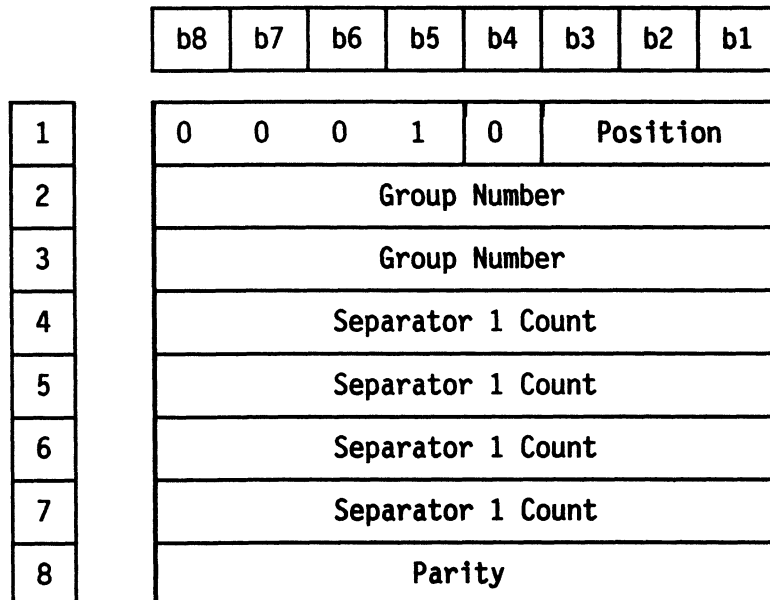 b8 b7 b6 b5 b4 b3 b2 b1
1 0 0 0 1 0 Position
2 Group Number
3 Group Number
4 Separator 1 Count
5 Separator 1 Count
6 Separator 1 Count
7 Separator 1 Count
8 Parity